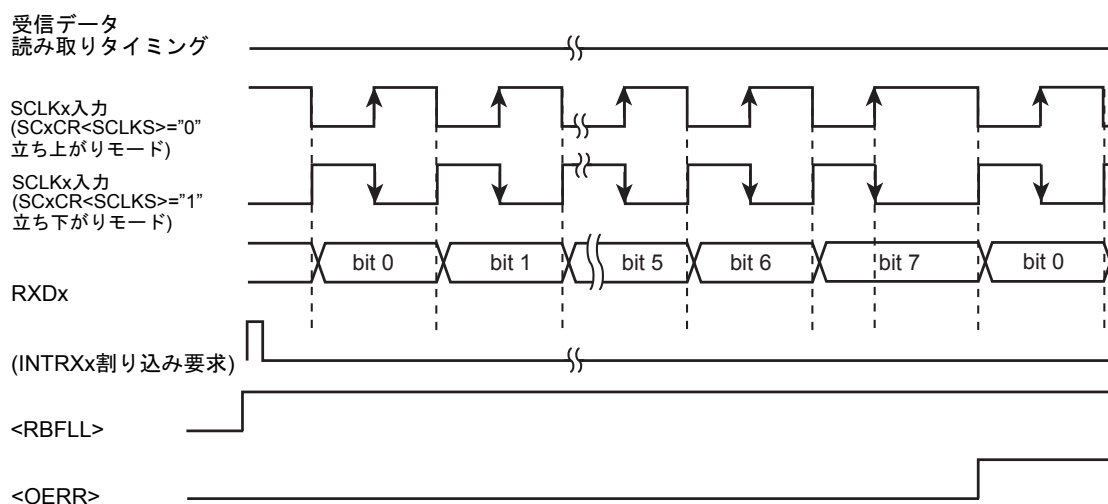 受信データ
読み取りタイミング
SCLKx入力
(SCxCR<SCLKS>="0"
立ち上がりモード)
SCLKx入力
(SCxCR<SCLKS>="1"
立ち下がりモード)
bit 0 bit 1 bit 5 bit 6 bit 7 bit 0
RXDx
(INTRXx割り込み要求)
<RBFLL>
<OERR>